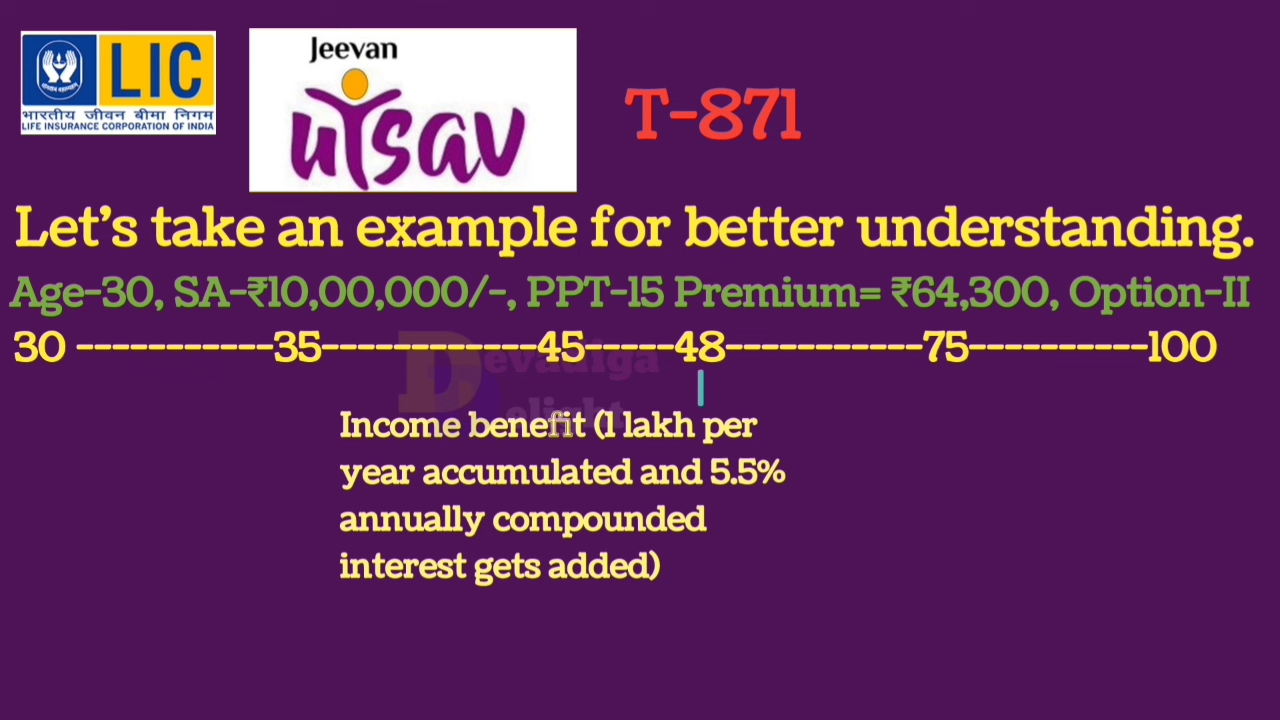 LIC
भारतीय जीवन बीमा निगम
LIFE INSURANCE CORPORATION OF INDIA
Jeevan
utsav
T-871
Let's take an example for better understanding.
Age-30, SA-₹10,00,000/-, PPT-15 Premium= ₹64,300, Option-II
30 -----------35------------45-----48-----------75----------100
Devadiga
Delight
Income benefit (1 lakh per
year accumulated and 5.5%
annually compounded
interest gets added)